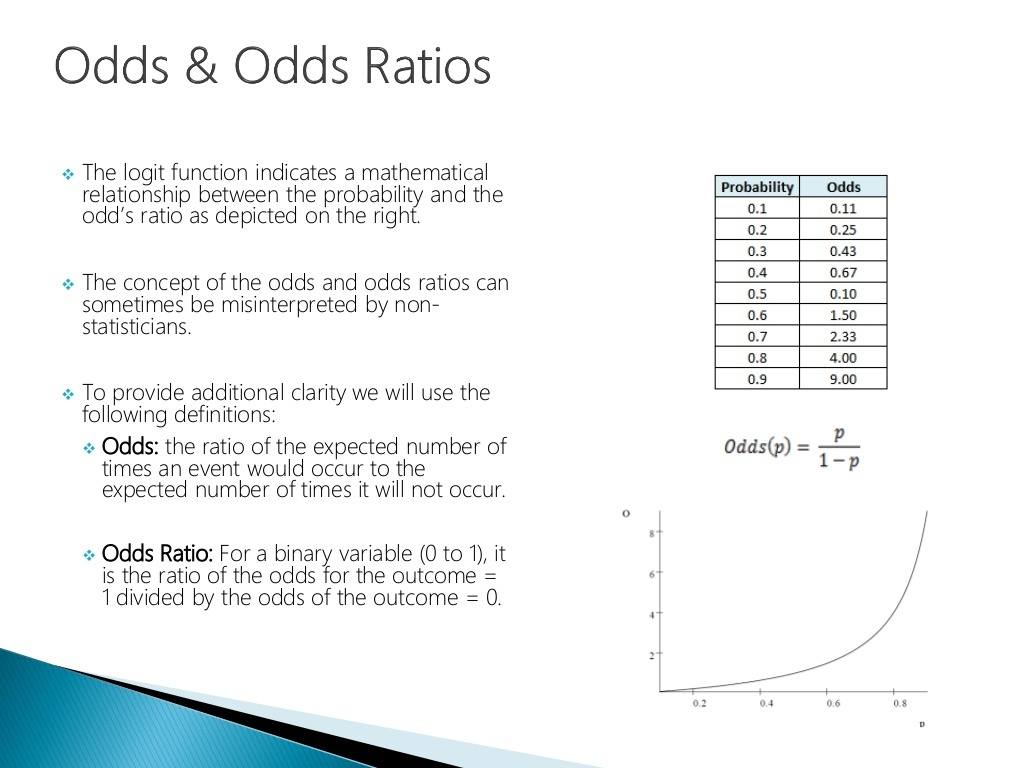 Odds & Odds Ratios
The logit function indicates a mathematical
relationship between the probability and the
odd's ratio as depicted on the right.
The concept of the odds and odds ratios can
sometimes be misinterpreted by non-
statisticians.
To provide additional clarity we will use the
following definitions:
Odds: the ratio of the expected number of
times an event would occur to the
expected number of times it will not occur.
Odds Ratio: For a binary variable (0 to 1), it
is the ratio of the odds for the outcome =
1 divided by the odds of the outcome = 0.
Probability Odds
0.1 0.11
0.2 0.25
0.3 0.43
0.4 0.67
0.5 0.10
0.6 1.50
0.7 2.33
0.8 4.00
0.9 9.00
Odds(p) = p / 1 − p
O
8
6
4
2
0.2 0.4 0.6 0.8
p